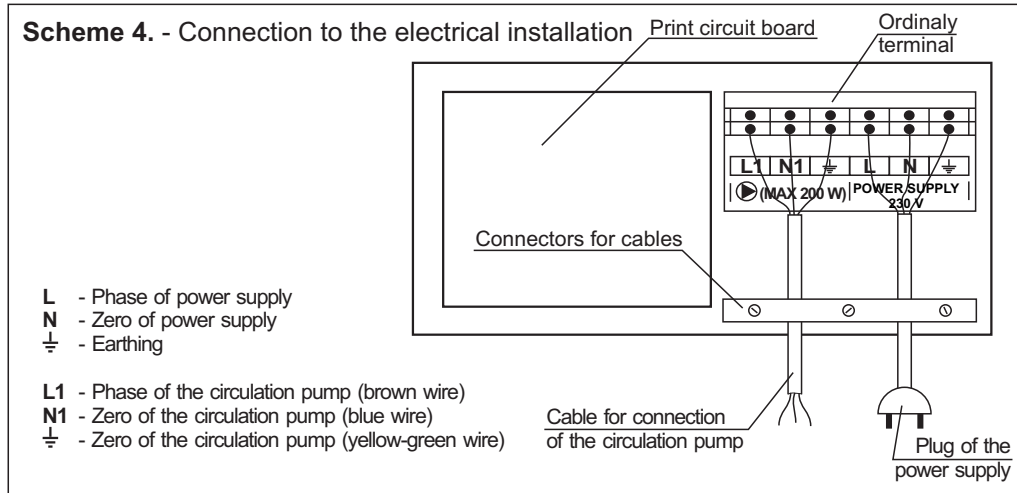 Scheme 4. - Connection to the electrical installation
Print circuit board
Ordinaly
terminal
L1 N1 ⏚ L N ⏚
(MAX 200 W) POWER SUPPLY
230 V
Connectors for cables
L - Phase of power supply
N - Zero of power supply
⏚ - Earthing
L1 - Phase of the circulation pump (brown wire)
N1 - Zero of the circulation pump (blue wire)
⏚ - Zero of the circulation pump (yellow-green wire)
Cable for connection
of the circulation pump
Plug of the
power supply